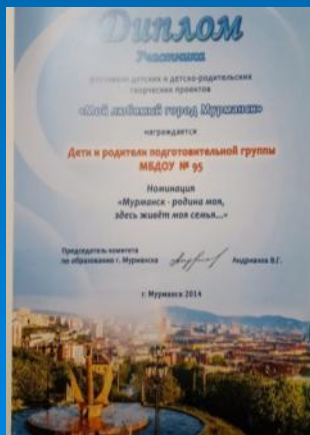 Диплом
Участника
фестиваля детских и детско-родительских
творческих проектов
«Мой любимый город Мурманск»
награждается
Дети и родители подготовительной группы
МБДОУ № 95
Номинация
«Мурманск - родина моя,
здесь живёт моя семья...»
Председатель комитета
по образованию г. Мурманска Андрианов В.Г.
г. Мурманск 2014